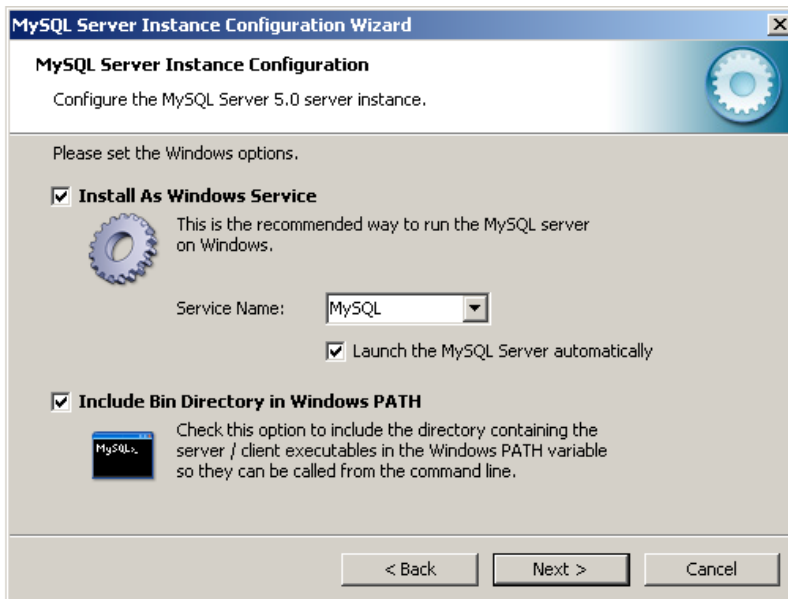 MySQL Server Instance Configuration Wizard
MySQL Server Instance Configuration
Configure the MySQL Server 5.0 server instance.
Please set the Windows options.
Install As Windows Service
This is the recommended way to run the MySQL server
on Windows.
Service Name: MySQL
Launch the MySQL Server automatically
Include Bin Directory in Windows PATH
MySQL>_
Check this option to include the directory containing the
server / client executables in the Windows PATH variable
so they can be called from the command line.
< Back Next > Cancel